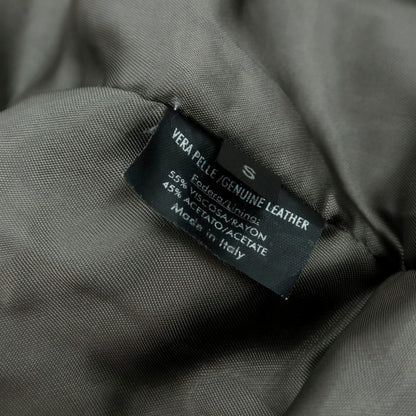 S
VERA PELLE/GENUINE LEATHER
Fodera/Lining:
55% VISCOSA/RAYON
45% ACETATO/ACETATE
Made in Italy